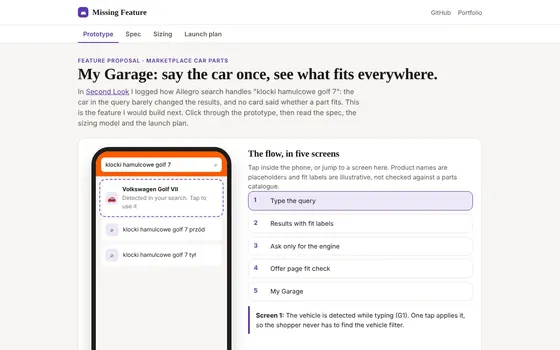 Missing Feature
GitHub
Portfolio
Prototype
Spec
Sizing
Launch plan
FEATURE PROPOSAL · MARKETPLACE CAR PARTS
My Garage: say the car once, see what fits everywhere.
In Second Look I logged how Allegro search handles "klocki hamulcowe golf 7": the
car in the query barely changed the results, and no card said whether a part fits. This
is the feature I would build next. Click through the prototype, then read the spec, the
sizing model and the launch plan.
klocki hamulcowe golf 7
Volkswagen Golf VII
Detected in your search. Tap to
use it
klocki hamulcowe golf 7 przód
klocki hamulcowe golf 7 tył
The flow, in five screens
Tap inside the phone, or jump to a screen here. Product names are
placeholders and fit labels are illustrative, not checked against a parts
catalogue.
1 Type the query
2 Results with fit labels
3 Ask only for the engine
4 Offer page fit check
5 My Garage
Screen 1: The vehicle is detected while typing (G1). One tap applies it,
so the shopper never has to find the vehicle filter.